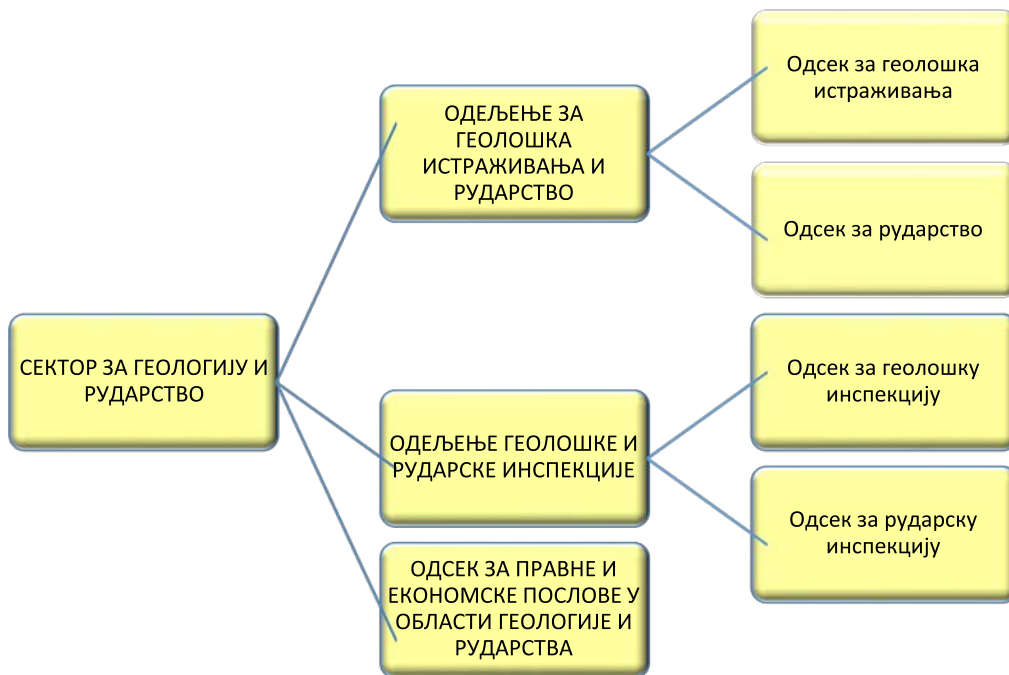 СЕКТОР ЗА ГЕОЛОГИЈУ И
РУДАРСТВО
ОДЕЉЕЊЕ ЗА
ГЕОЛОШКА
ИСТРАЖИВАЊА И
РУДАРСТВО
Одсек за геолошка
истраживања
Одсек за рударство
ОДЕЉЕЊЕ ГЕОЛОШКЕ И
РУДАРСКЕ ИНСПЕКЦИЈЕ
Одсек за геолошку
инспекцију
Одсек за рударску
инспекцију
ОДСЕК ЗА ПРАВНЕ И
ЕКОНОМСКЕ ПОСЛОВЕ У
ОБЛАСТИ ГЕОЛОГИЈЕ И
РУДАРСТВА